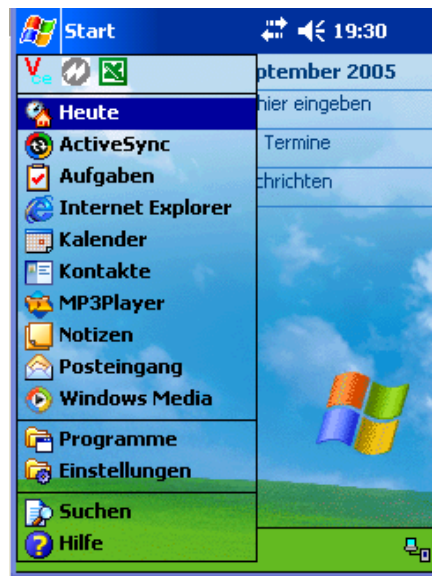 Start 19:30
Vce
ptember 2005
Heute
hier eingeben
ActiveSync
Termine
Aufgaben
chrichten
Internet Explorer
Kalender
Kontakte
MP3Player
Notizen
Posteingang
Windows Media
Programme
Einstellungen
Suchen
Hilfe